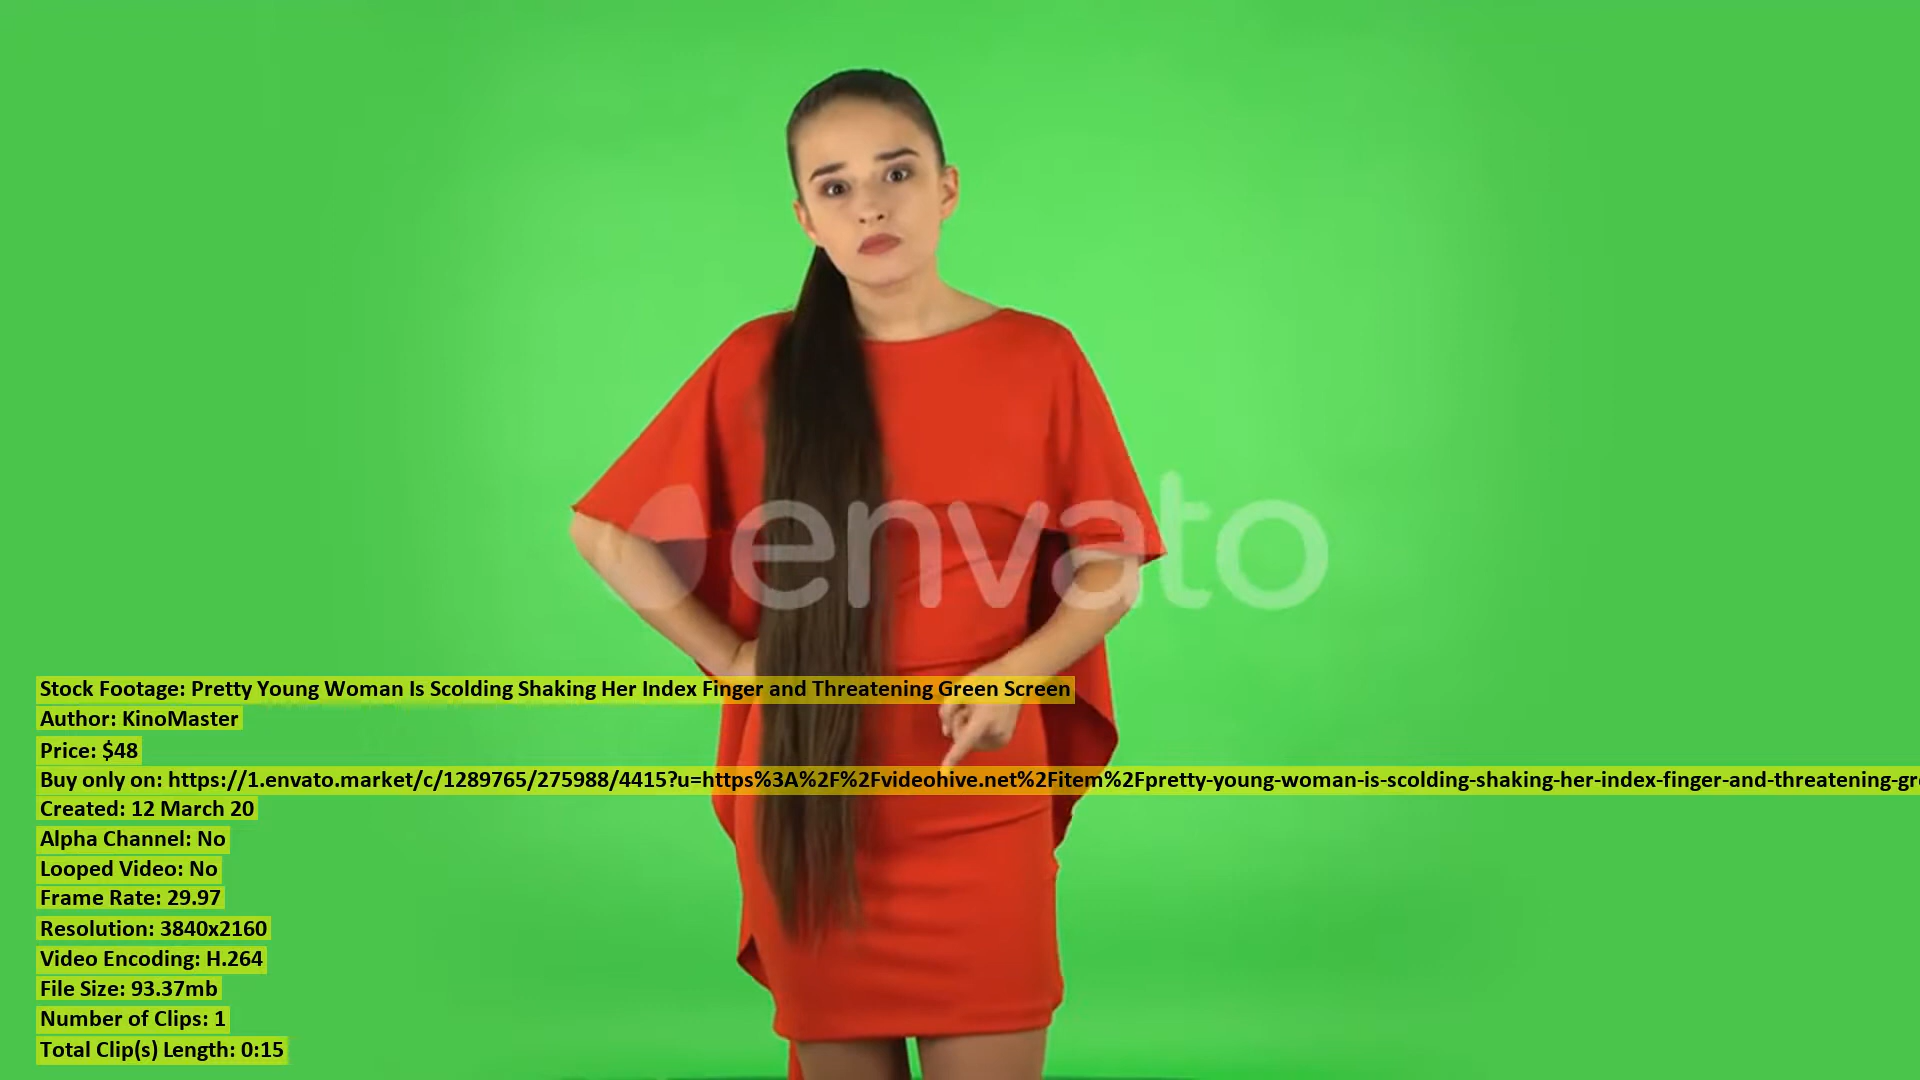 envato
Stock Footage: Pretty Young Woman Is Scolding Shaking Her Index Finger and Threatening Green Screen
Author: KinoMaster
Price: $48
Buy only on: https://1.envato.market/c/1289765/275988/4415?u=https%3A%2F%2Fvideohive.net%2Fitem%2Fpretty-young-woman-is-scolding-shaking-her-index-finger-and-threatening-gr
Created: 12 March 20
Alpha Channel: No
Looped Video: No
Frame Rate: 29.97
Resolution: 3840x2160
Video Encoding: H.264
File Size: 93.37mb
Number of Clips: 1
Total Clip(s) Length: 0:15